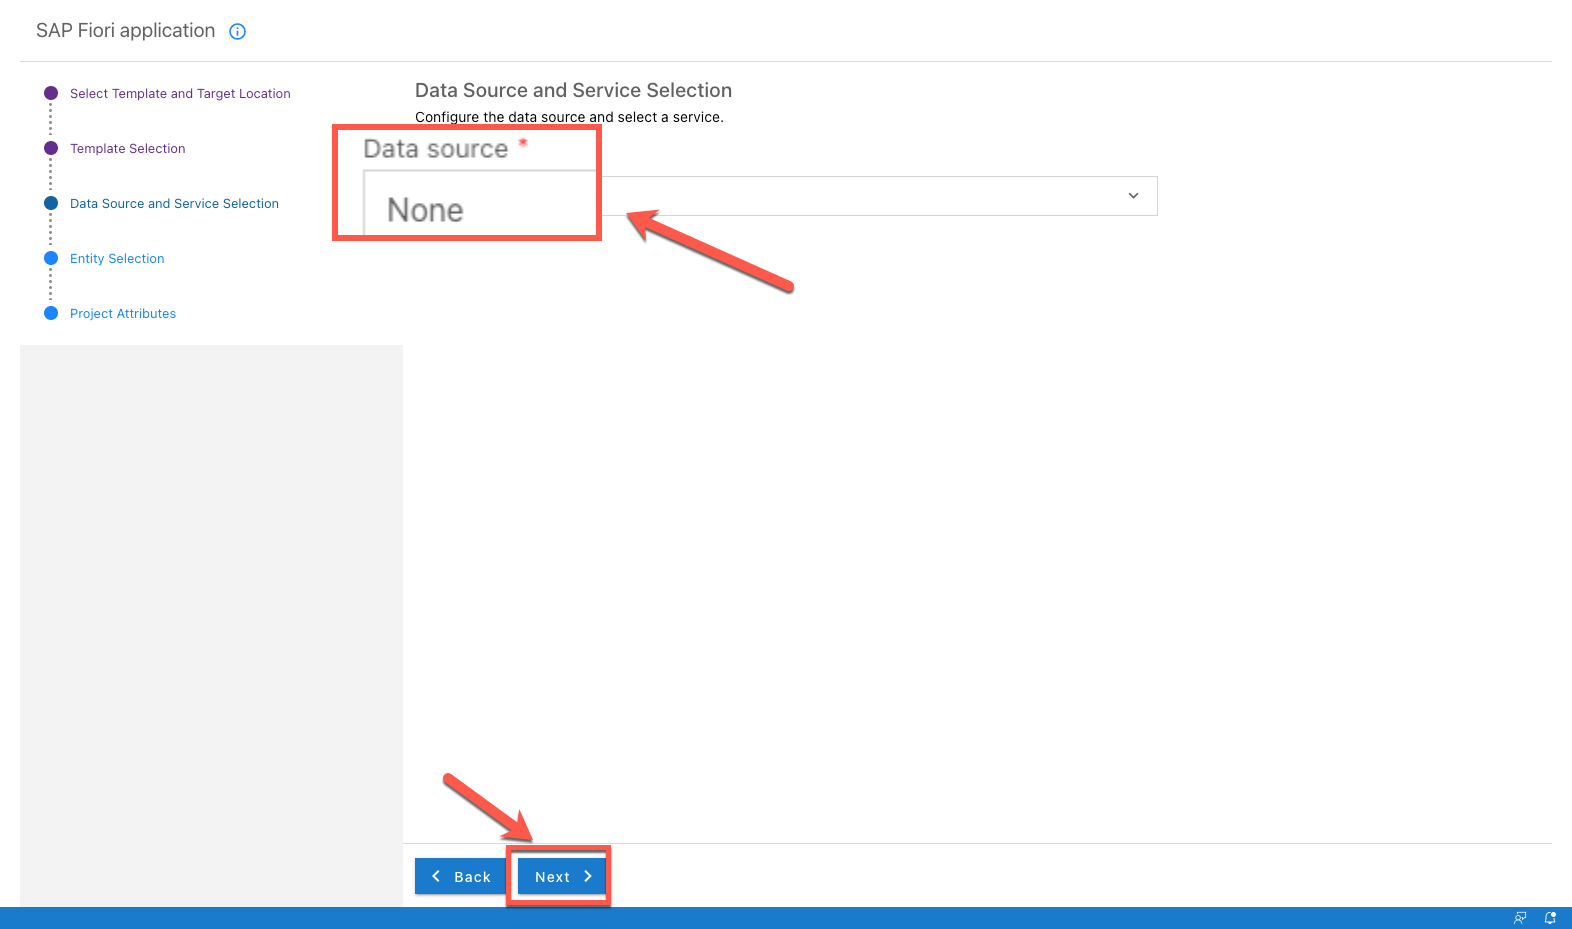 SAP Fiori application
Select Template and Target Location
Template Selection
Data Source and Service Selection
Entity Selection
Project Attributes
Data Source and Service Selection
Configure the data source and select a service.
Data source *
None
Back
Next